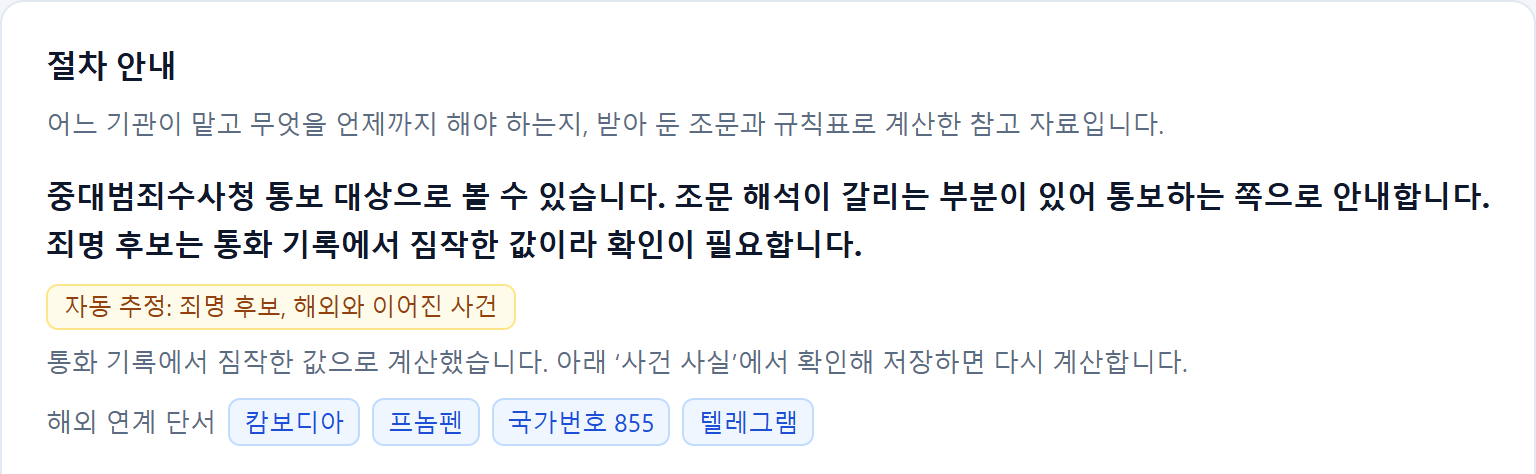 절차 안내
어느 기관이 맡고 무엇을 언제까지 해야 하는지, 받아 둔 조문과 규칙표로 계산한 참고 자료입니다.
중대범죄수사청 통보 대상으로 볼 수 있습니다. 조문 해석이 갈리는 부분이 있어 통보하는 쪽으로 안내합니다.
죄명 후보는 통화 기록에서 짐작한 값이라 확인이 필요합니다.
자동 추정: 죄명 후보, 해외와 이어진 사건
통화 기록에서 짐작한 값으로 계산했습니다. 아래 ‘사건 사실’에서 확인해 저장하면 다시 계산합니다.
해외 연계 단서 캄보디아 프놈펜 국가번호 855 텔레그램